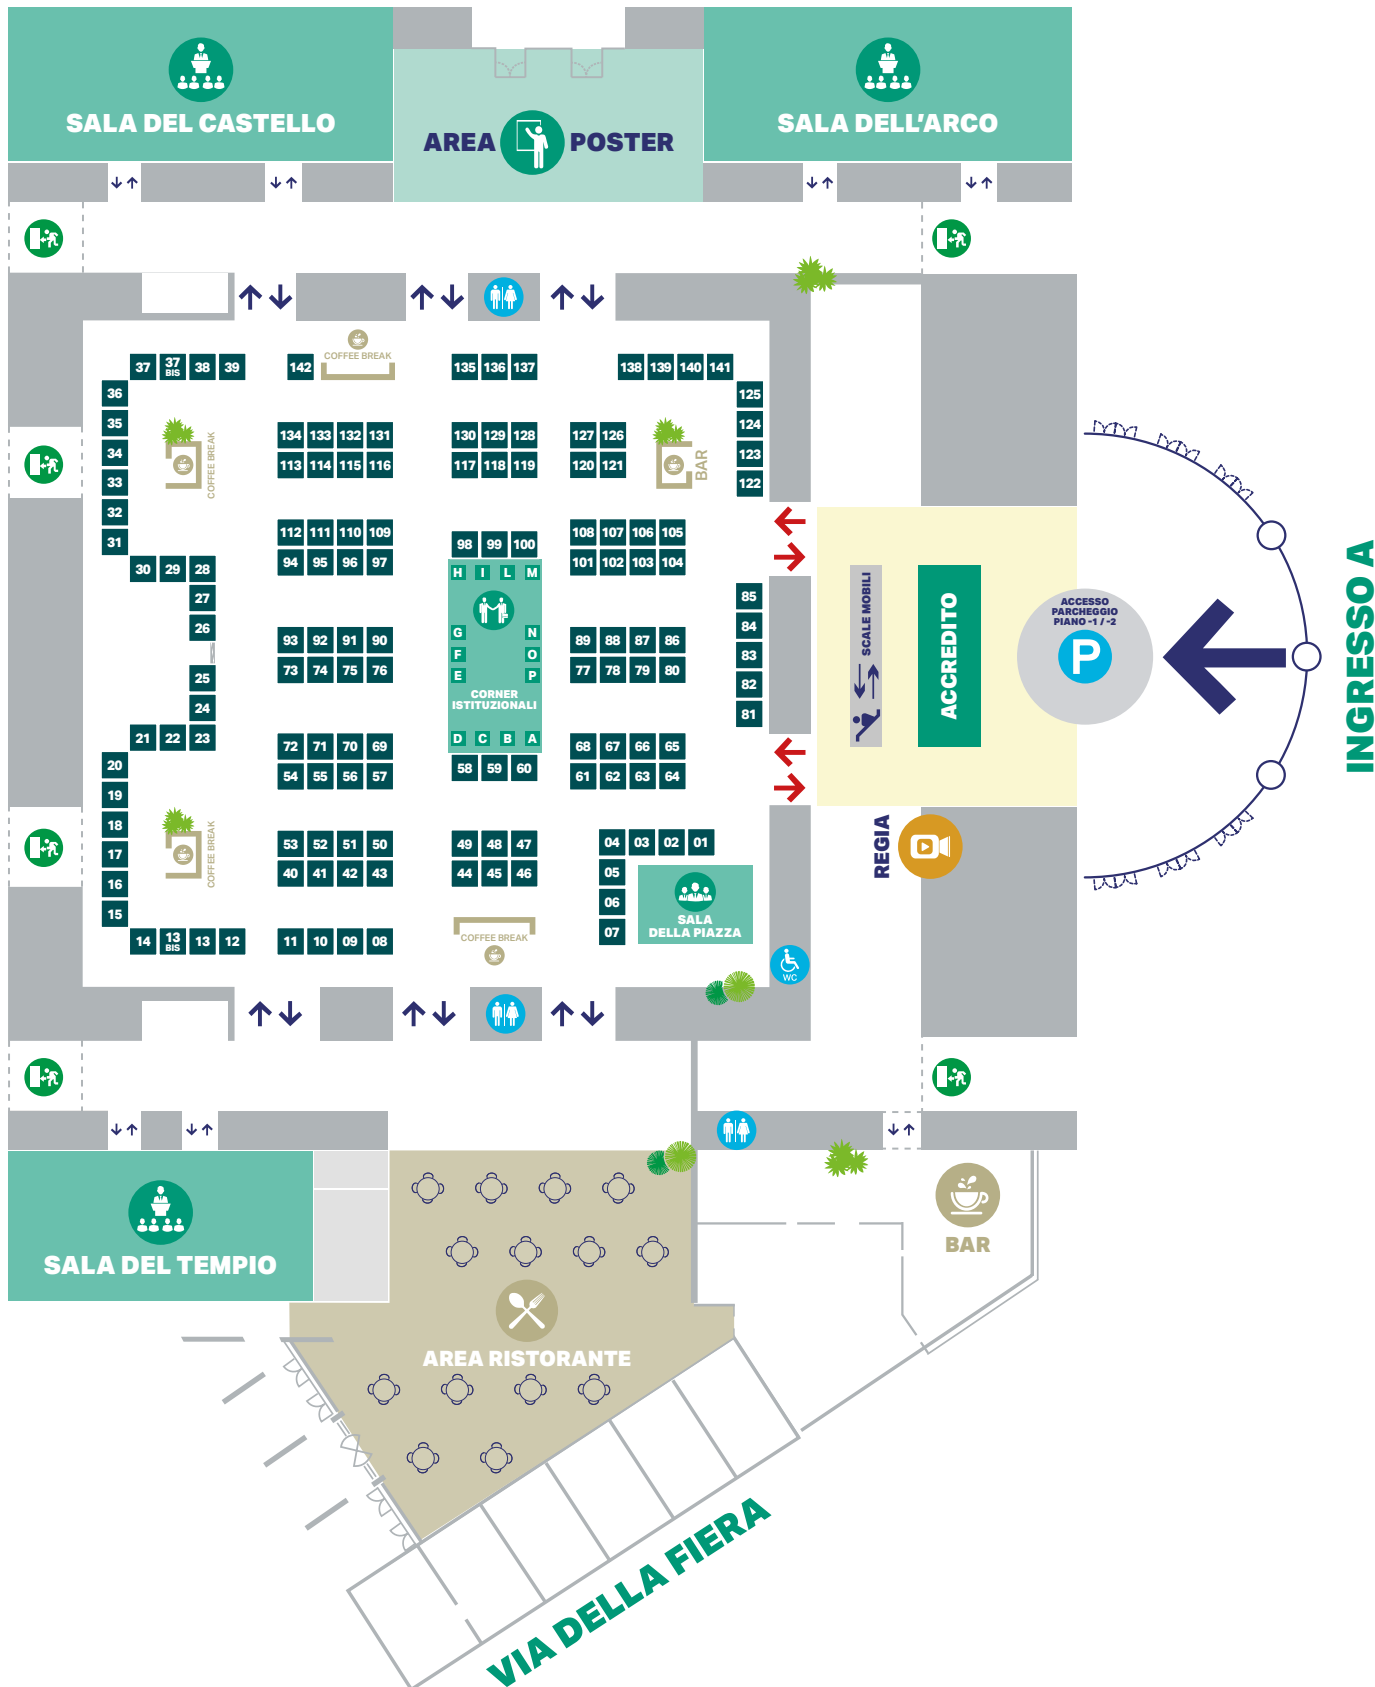 SALA DEL CASTELLO
AREA POSTER
SALA DELL'ARCO
COFFEE BREAK
37 37 BIS 38 39
142
135 136 137
138 139 140 141
36
35
34
33
32
31
125
124
123
122
COFFEE BREAK
134 133 132 131
113 114 115 116
130 129 128
117 118 119
127 126
120 121
BAR
112 111 110 109
94 95 96 97
98 99 100
108 107 106 105
101 102 103 104
30 29 28
27
26
25
24
21 22 23
H I L M
G N
F O
E P
CORNER
ISTITUZIONALI
D C B A
93 92 91 90
73 74 75 76
89 88 87 86
77 78 79 80
85
84
83
82
81
72 71 70 69
54 55 56 57
58 59 60
68 67 66 65
61 62 63 64
20
19
18
17
16
15
COFFEE BREAK
53 52 51 50
40 41 42 43
49 48 47
44 45 46
04 03 02 01
05
06
07
SALA
DELLA PIAZZA
14 13 BIS 13 12
11 10 09 08
COFFEE BREAK
WC
SCALE MOBILI
ACCREDITO
ACCESSO
PARCHEGGIO
PIANO -1 / -2
P
INGRESSO A
REGIA
SALA DEL TEMPIO
BAR
AREA RISTORANTE
VIA DELLA FIERA